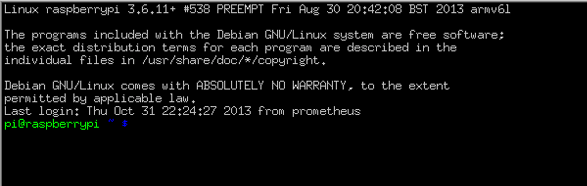 Linux raspberrypi 3.6.11+ #538 PREEMPT Fri Aug 30 20:42:08 BST 2013 armv6l
The programs included with the Debian GNU/Linux system are free software;
the exact distribution terms for each program are described in the
individual files in /usr/share/doc/*/copyright.
Debian GNU/Linux comes with ABSOLUTELY NO WARRANTY, to the extent
permitted by applicable law.
Last login: Thu Oct 31 22:24:27 2013 from prometheus
pi@raspberrypi ~ $